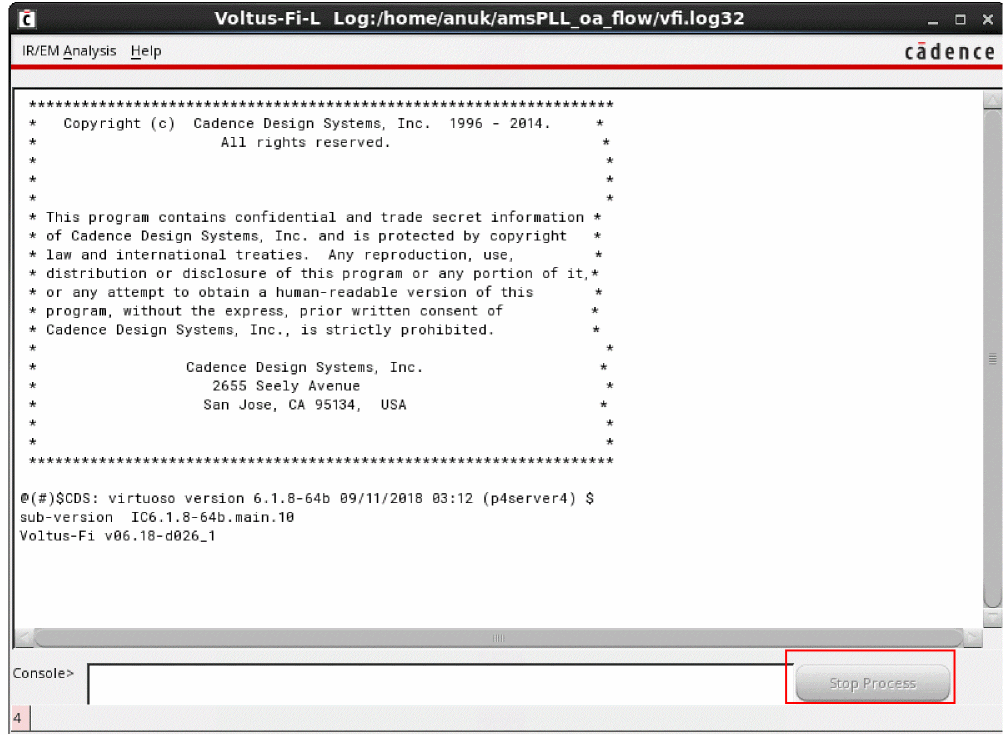 Voltus-Fi-L Log:/home/anuk/amsPLL_oa_flow/vfi.log32
IR/EM Analysis Help
cādence
*******************************************************************
* Copyright (c) Cadence Design Systems, Inc. 1996 - 2014. *
* All rights reserved. *
* *
* *
* *
* This program contains confidential and trade secret information *
* of Cadence Design Systems, Inc. and is protected by copyright *
* law and international treaties. Any reproduction, use, *
* distribution or disclosure of this program or any portion of it,*
* or any attempt to obtain a human-readable version of this *
* program, without the express, prior written consent of *
* Cadence Design Systems, Inc., is strictly prohibited. *
* *
* Cadence Design Systems, Inc. *
* 2655 Seely Avenue *
* San Jose, CA 95134, USA *
* *
* *
*******************************************************************
@(#)$CDS: virtuoso version 6.1.8-64b 09/11/2018 03:12 (p4server4) $
sub-version IC6.1.8-64b.main.10
Voltus-Fi v06.18-d026_1
Console>
Stop Process
4